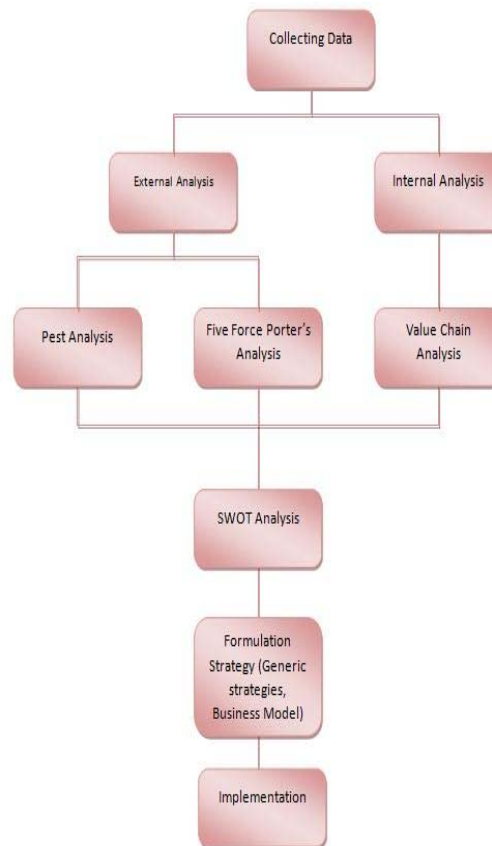 Collecting Data
External Analysis
Internal Analysis
Pest Analysis
Five Force Porter's
Analysis
Value Chain
Analysis
SWOT Analysis
Formulation
Strategy (Generic
strategies,
Business Model)
Implementation